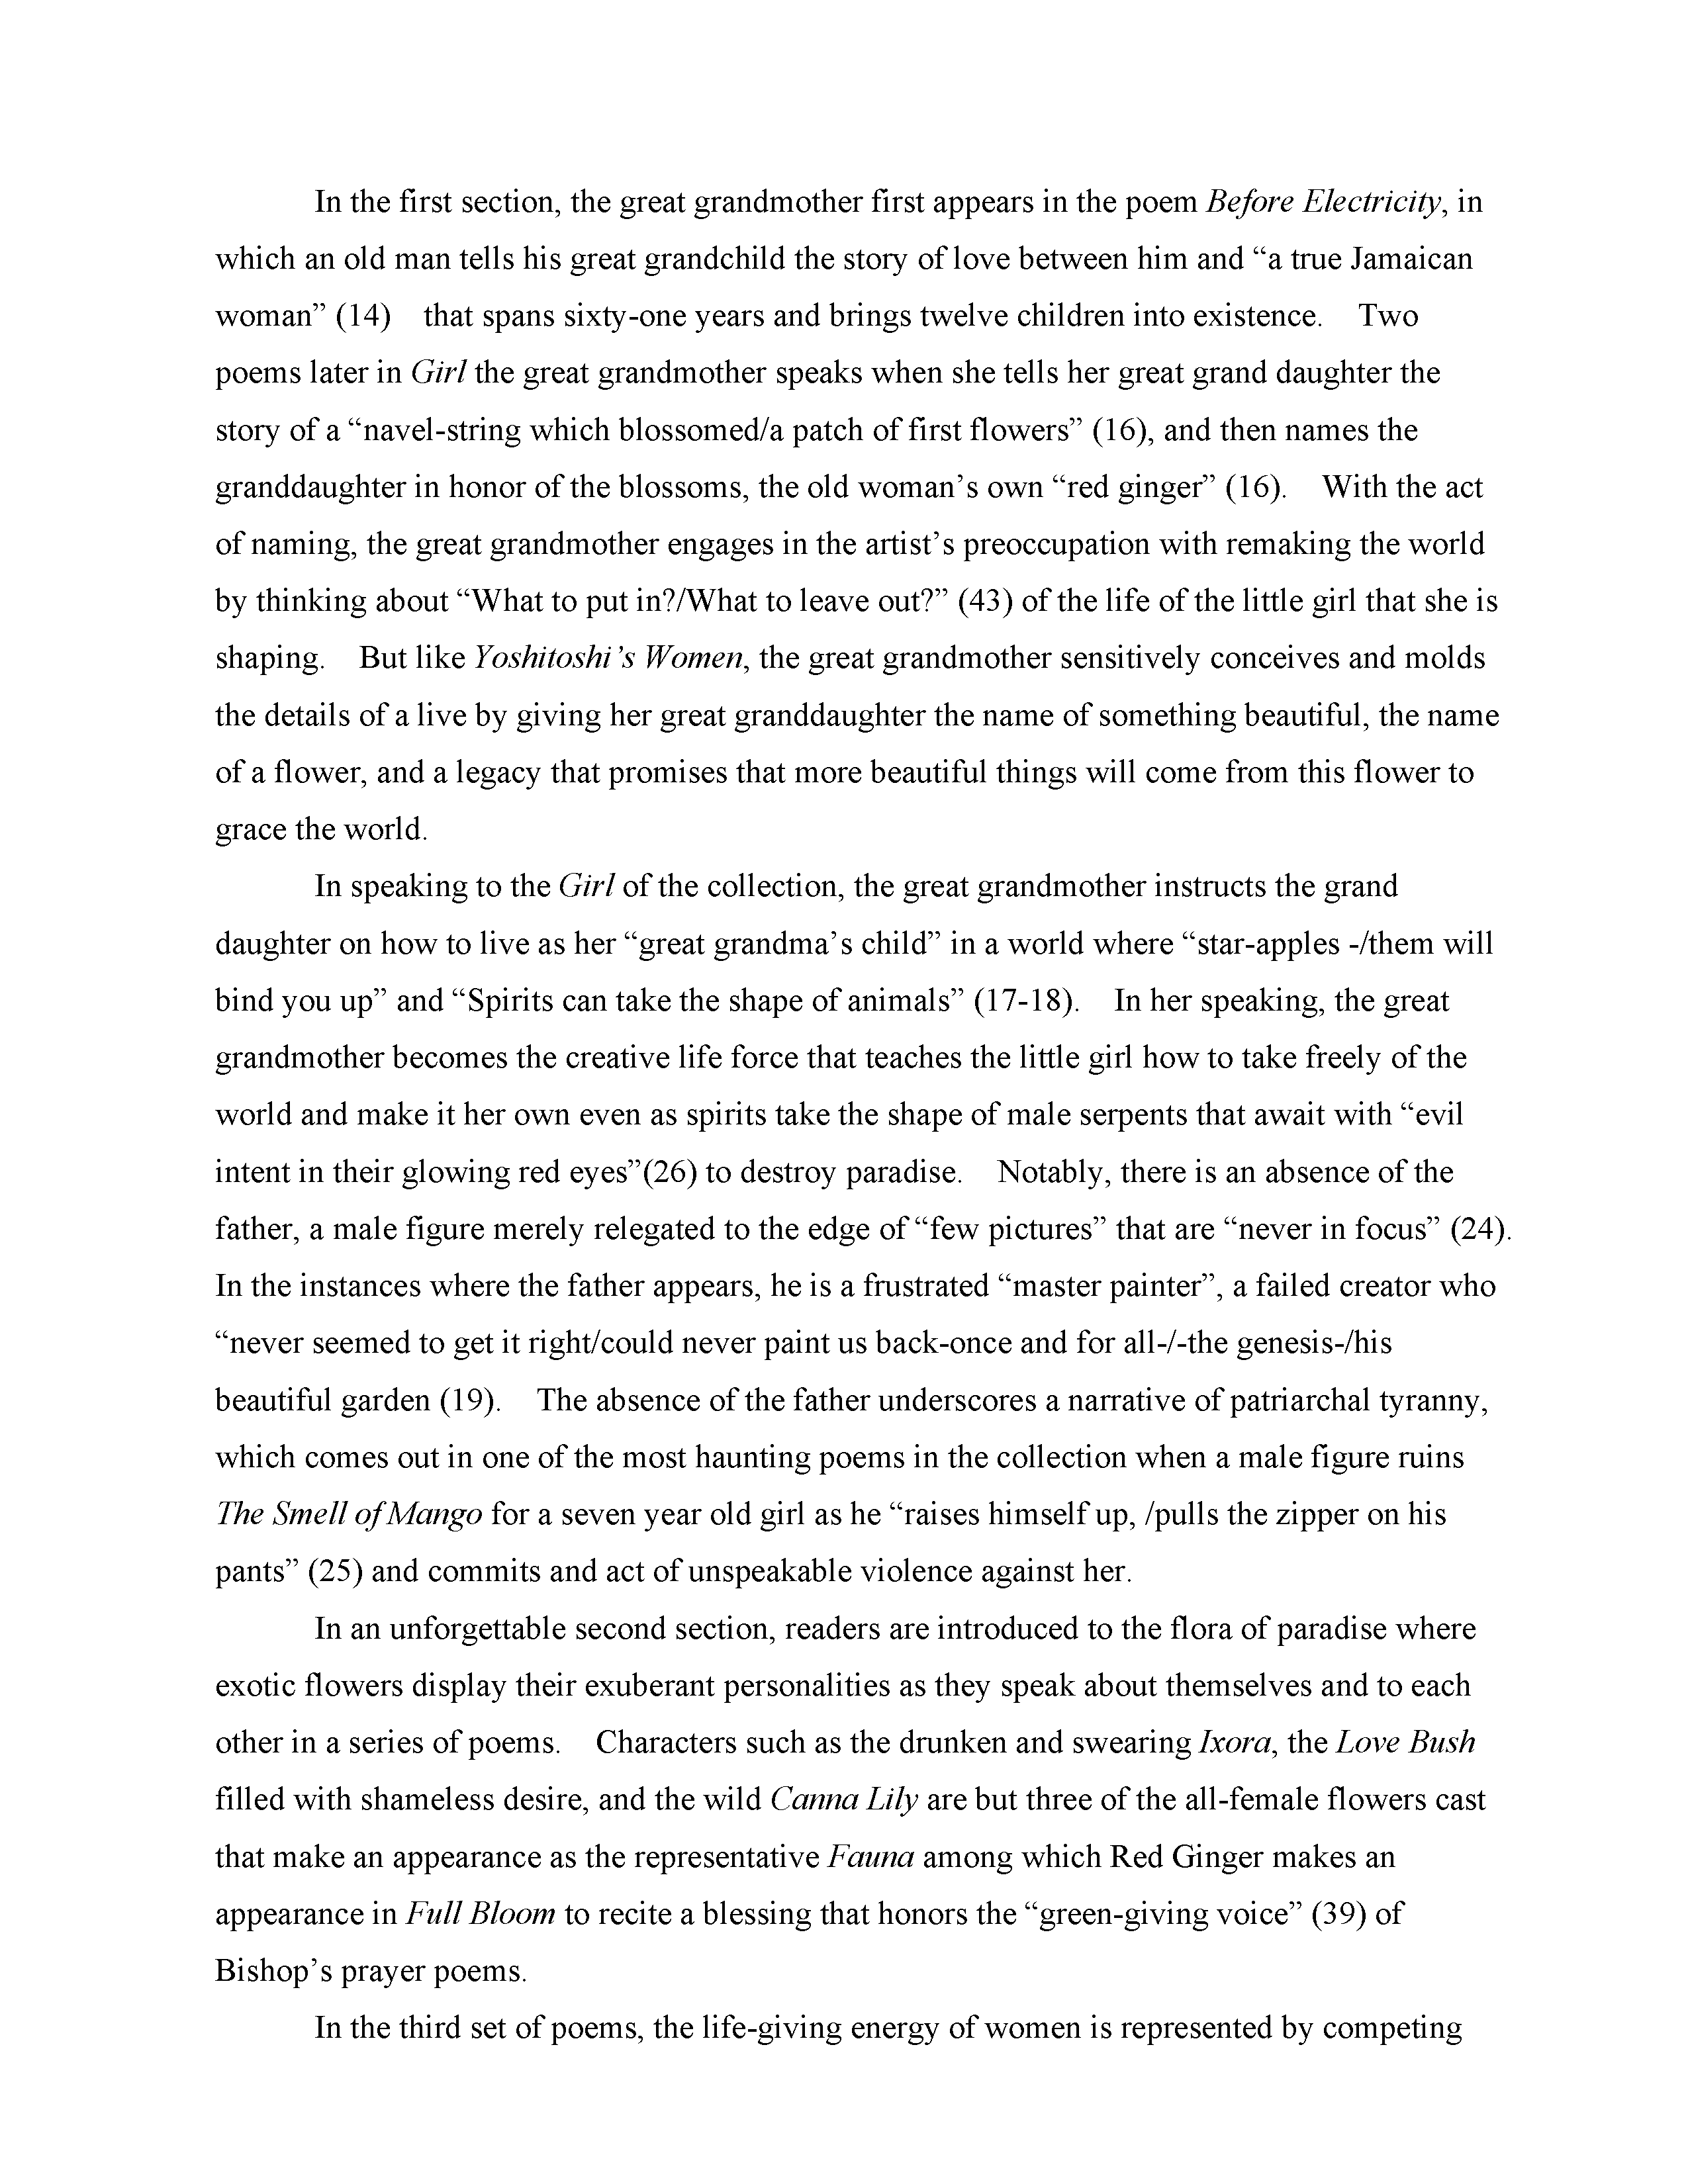 In the first section, the great grandmother first appears in the poem Before Electricity, in
which an old man tells his great grandchild the story of love between him and “a true Jamaican
woman” (14)    that spans sixty-one years and brings twelve children into existence.    Two
poems later in Girl the great grandmother speaks when she tells her great grand daughter the
story of a “navel-string which blossomed/a patch of first flowers” (16), and then names the
granddaughter in honor of the blossoms, the old woman’s own “red ginger” (16).    With the act
of naming, the great grandmother engages in the artist’s preoccupation with remaking the world
by thinking about “What to put in?/What to leave out?” (43) of the life of the little girl that she is
shaping.    But like Yoshitoshi’s Women, the great grandmother sensitively conceives and molds
the details of a live by giving her great granddaughter the name of something beautiful, the name
of a flower, and a legacy that promises that more beautiful things will come from this flower to
grace the world.
In speaking to the Girl of the collection, the great grandmother instructs the grand
daughter on how to live as her “great grandma’s child” in a world where “star-apples -/them will
bind you up” and “Spirits can take the shape of animals” (17-18).    In her speaking, the great
grandmother becomes the creative life force that teaches the little girl how to take freely of the
world and make it her own even as spirits take the shape of male serpents that await with “evil
intent in their glowing red eyes”(26) to destroy paradise.    Notably, there is an absence of the
father, a male figure merely relegated to the edge of “few pictures” that are “never in focus” (24).
In the instances where the father appears, he is a frustrated “master painter”, a failed creator who
“never seemed to get it right/could never paint us back-once and for all-/-the genesis-/his
beautiful garden (19).    The absence of the father underscores a narrative of patriarchal tyranny,
which comes out in one of the most haunting poems in the collection when a male figure ruins
The Smell of Mango for a seven year old girl as he “raises himself up, /pulls the zipper on his
pants” (25) and commits and act of unspeakable violence against her.
In an unforgettable second section, readers are introduced to the flora of paradise where
exotic flowers display their exuberant personalities as they speak about themselves and to each
other in a series of poems.    Characters such as the drunken and swearing Ixora, the Love Bush
filled with shameless desire, and the wild Canna Lily are but three of the all-female flowers cast
that make an appearance as the representative Fauna among which Red Ginger makes an
appearance in Full Bloom to recite a blessing that honors the “green-giving voice” (39) of
Bishop’s prayer poems.
In the third set of poems, the life-giving energy of women is represented by competing